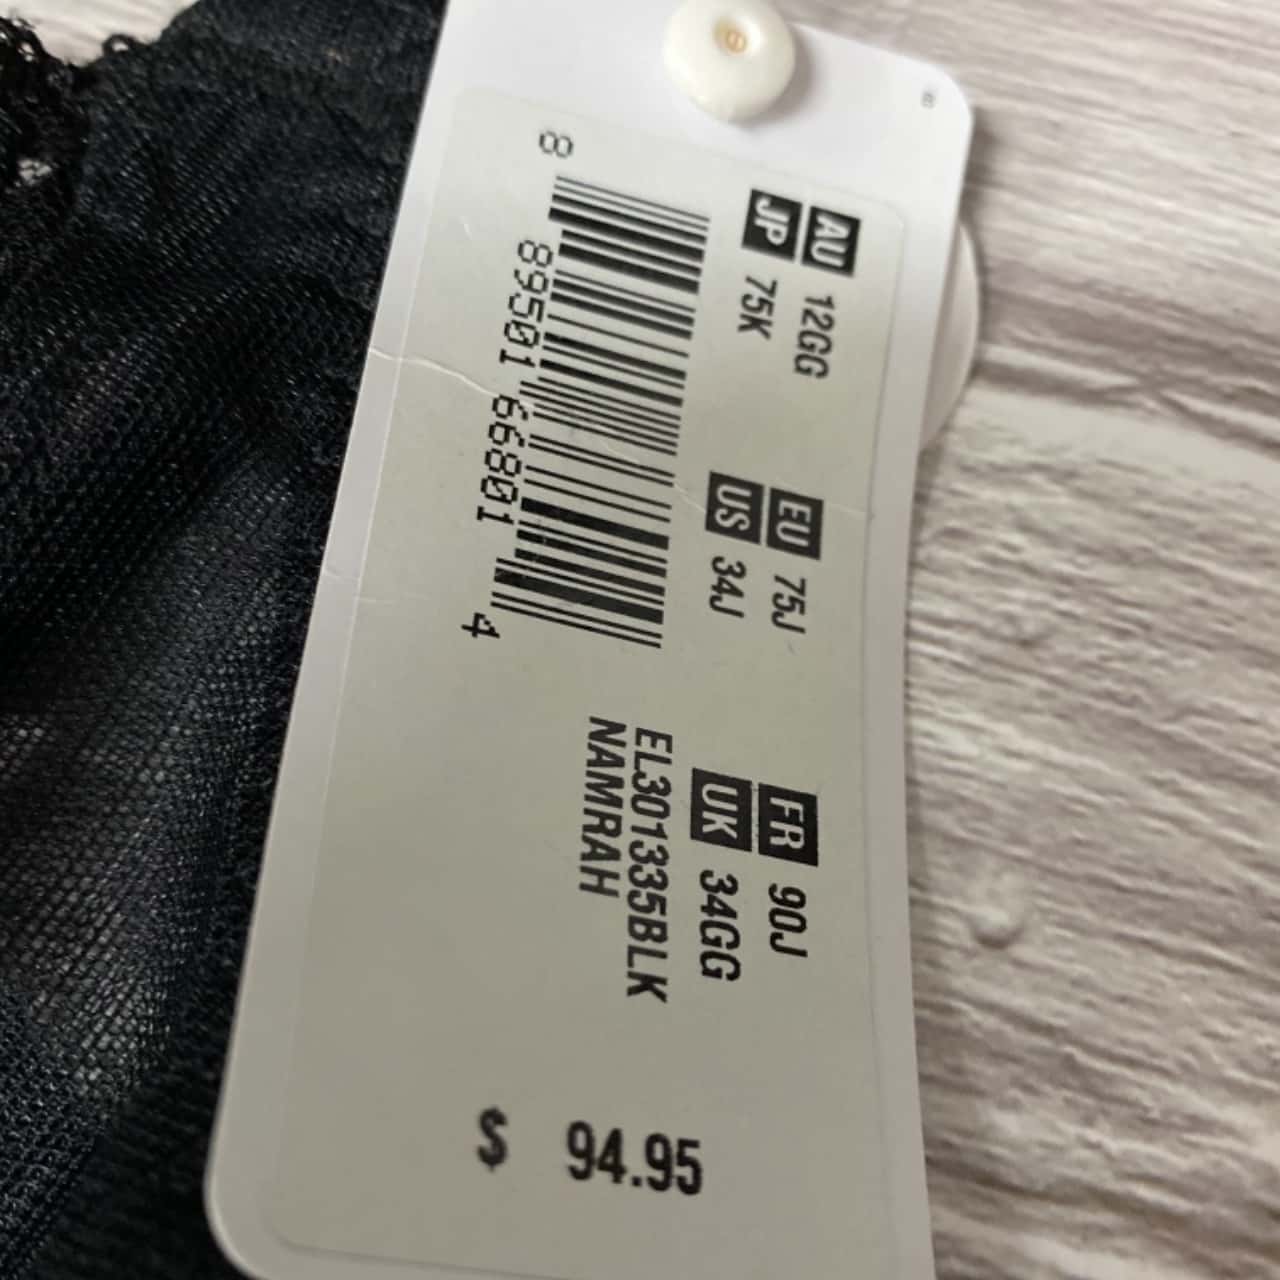 AU 12GG EU 75J FR 90J
JP 75K US 34J UK 34GG
EL301335BLK
NAMRAH
8 89501 66801 4
$ 94.95